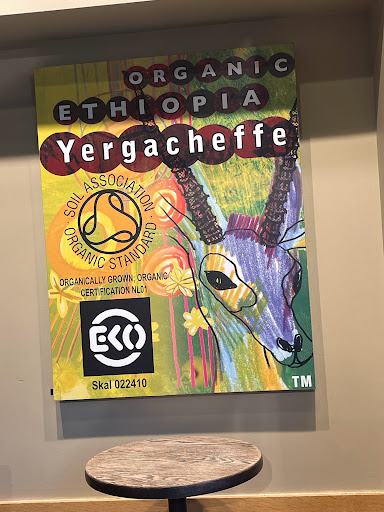 ORGANIC
ETHIOPIA
Yergacheffe
SOIL ASSOCIATION
ORGANIC STANDARD
ORGANICALLY GROWN; ORGANIC
CERTIFICATION NL01
EKO
Skal 022410
TM